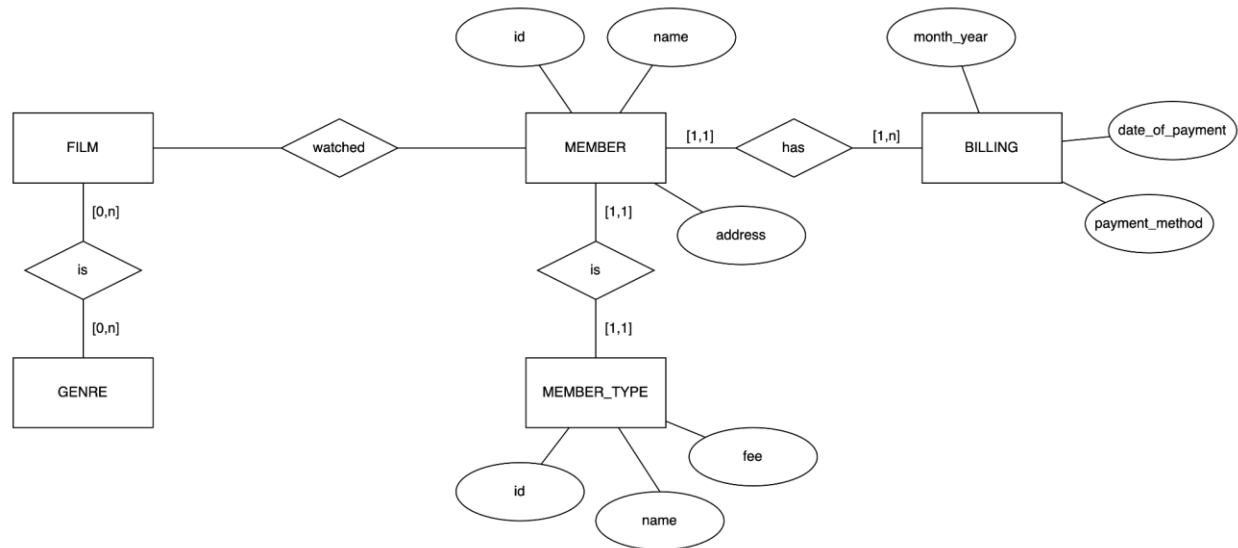 id
name
month_year
FILM
watched
MEMBER
[1,1]
has
[1,n]
BILLING
date_of_payment
payment_method
address
[0,n]
is
[0,n]
GENRE
[1,1]
is
[1,1]
MEMBER_TYPE
fee
id
name